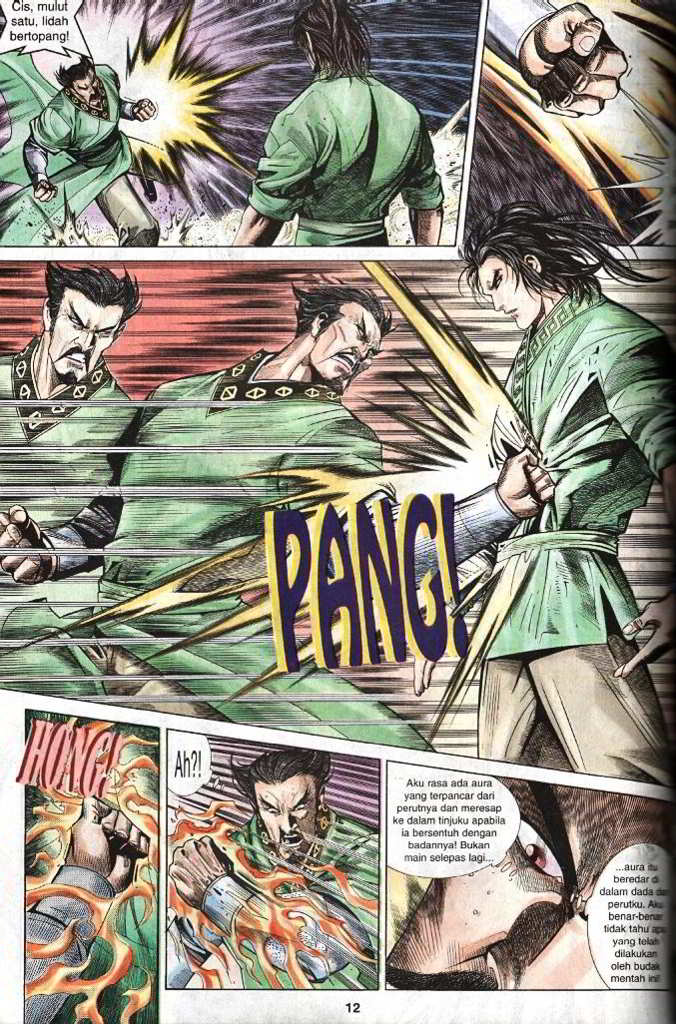 Cis, mulut
satu, lidah
bertopang!
PANG!
HONG!
Ah?!
Aku rasa ada aura
yang terpancar dari
perutnya dan meresap
ke dalam tinjuku apabila
ia bersentuh dengan
badannya! Bukan
main selepas lagi...
...aura itu
beredar di
dalam dada dan
perutku. Aku
benar-benar
tidak tahu apa
yang telah
dilakukan
oleh budak
mentah ini!
12